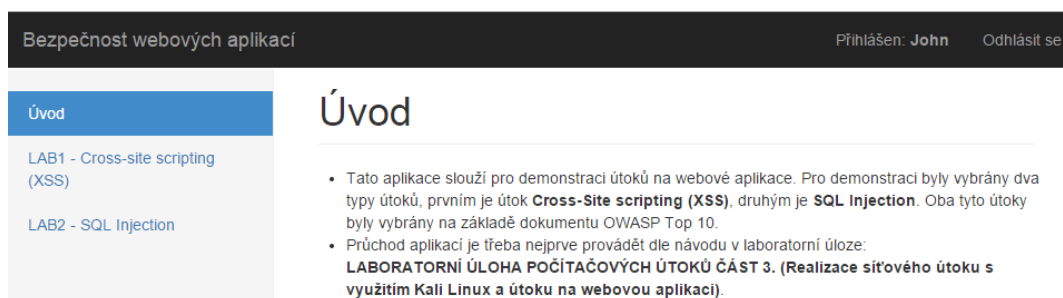 Bezpečnost webových aplikací
Přihlášen: John
Odhlásit se
Úvod
LAB1 - Cross-site scripting
(XSS)
LAB2 - SQL Injection
Úvod
• Tato aplikace slouží pro demonstraci útoků na webové aplikace. Pro demonstraci byly vybrány dva
typy útoků, prvním je útok Cross-Site scripting (XSS), druhým je SQL Injection. Oba tyto útoky
byly vybrány na základě dokumentu OWASP Top 10.
• Průchod aplikací je třeba nejprve provádět dle návodu v laboratorní úloze:
LABORATORNÍ ÚLOHA POČÍTAČOVÝCH ÚTOKŮ ČÁST 3. (Realizace síťového útoku s
využitím Kali Linux a útoku na webovou aplikaci).